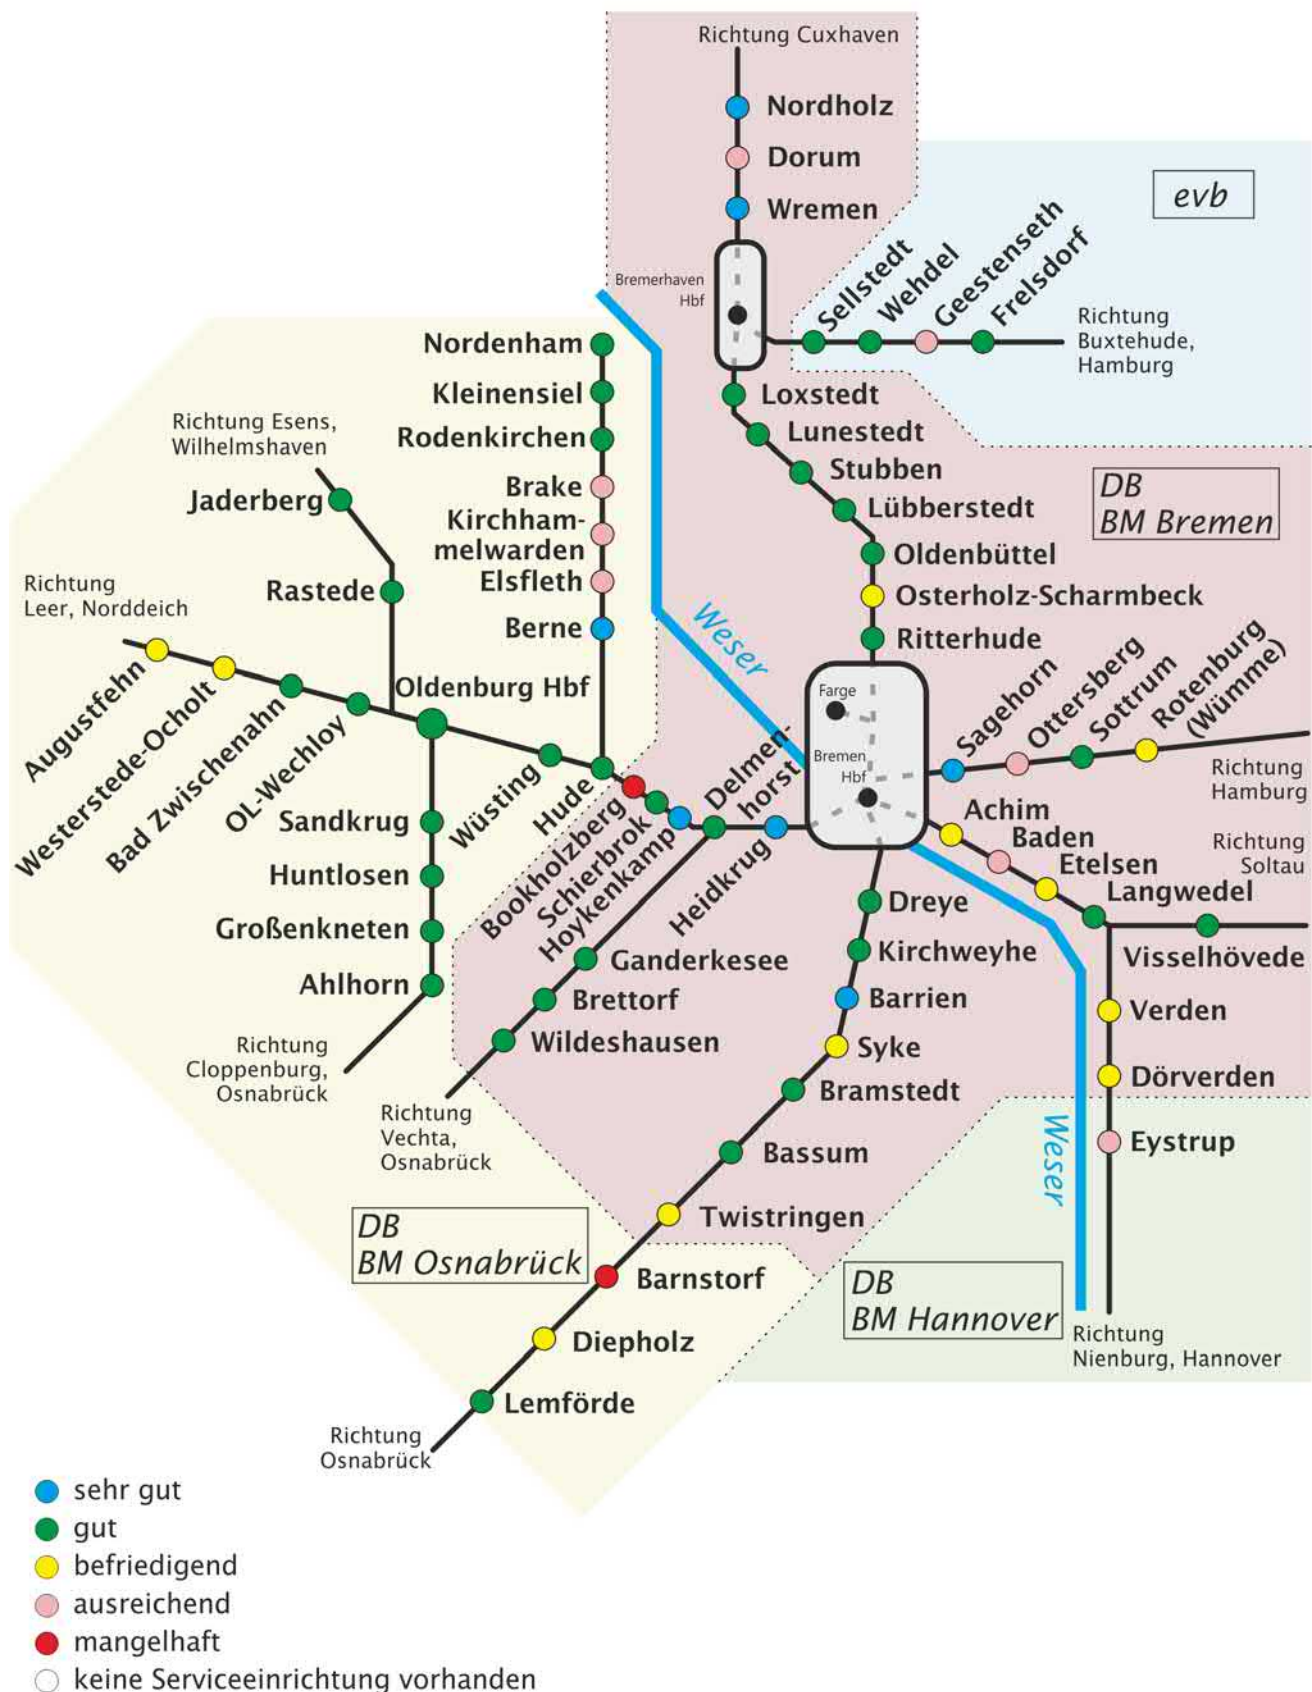 Richtung Cuxhaven
Nordholz
Dorum
Wremen
evb
Bremerhaven
Hbf
Sellstedt
Wehdel
Geestenseth
Frelsdorf
Richtung
Buxtehude,
Hamburg
Nordenham
Kleinensiel
Rodenkirchen
Brake
Kirchham-
melwarden
Elsfleth
Berne
Richtung Esens,
Wilhelmshaven
Jaderberg
Rastede
Richtung
Leer, Norddeich
Loxstedt
Lunestedt
Stubben
Lübberstedt
Oldenbüttel
Osterholz-Scharmbeck
Ritterhude
DB
BM Bremen
Weser
Farge
Bremen
Hbf
Sagehorn
Ottersberg
Sottrum
Rotenburg
(Wümme)
Richtung
Hamburg
Augustfehn
Westerstede-Ocholt
Bad Zwischenahn
OL-Wechloy
Oldenburg Hbf
Wüsting
Hude
Bookholzberg
Schierbrok
Hoykenkamp
Delmen-
horst
Heidkrug
Achim
Baden
Etelsen
Langwedel
Richtung
Soltau
Visselhövede
Verden
Dörverden
Eystrup
Sandkrug
Huntlosen
Großenkneten
Ahlhorn
Richtung
Cloppenburg,
Osnabrück
Ganderkesee
Brettorf
Wildeshausen
Richtung
Vechta,
Osnabrück
Dreye
Kirchweyhe
Barrien
Syke
Bramstedt
Bassum
Twistringen
Barnstorf
Diepholz
Lemförde
Richtung
Osnabrück
DB
BM Osnabrück
DB
BM Hannover
Weser
Richtung
Nienburg, Hannover
sehr gut
gut
befriedigend
ausreichend
mangelhaft
keine Serviceeinrichtung vorhanden